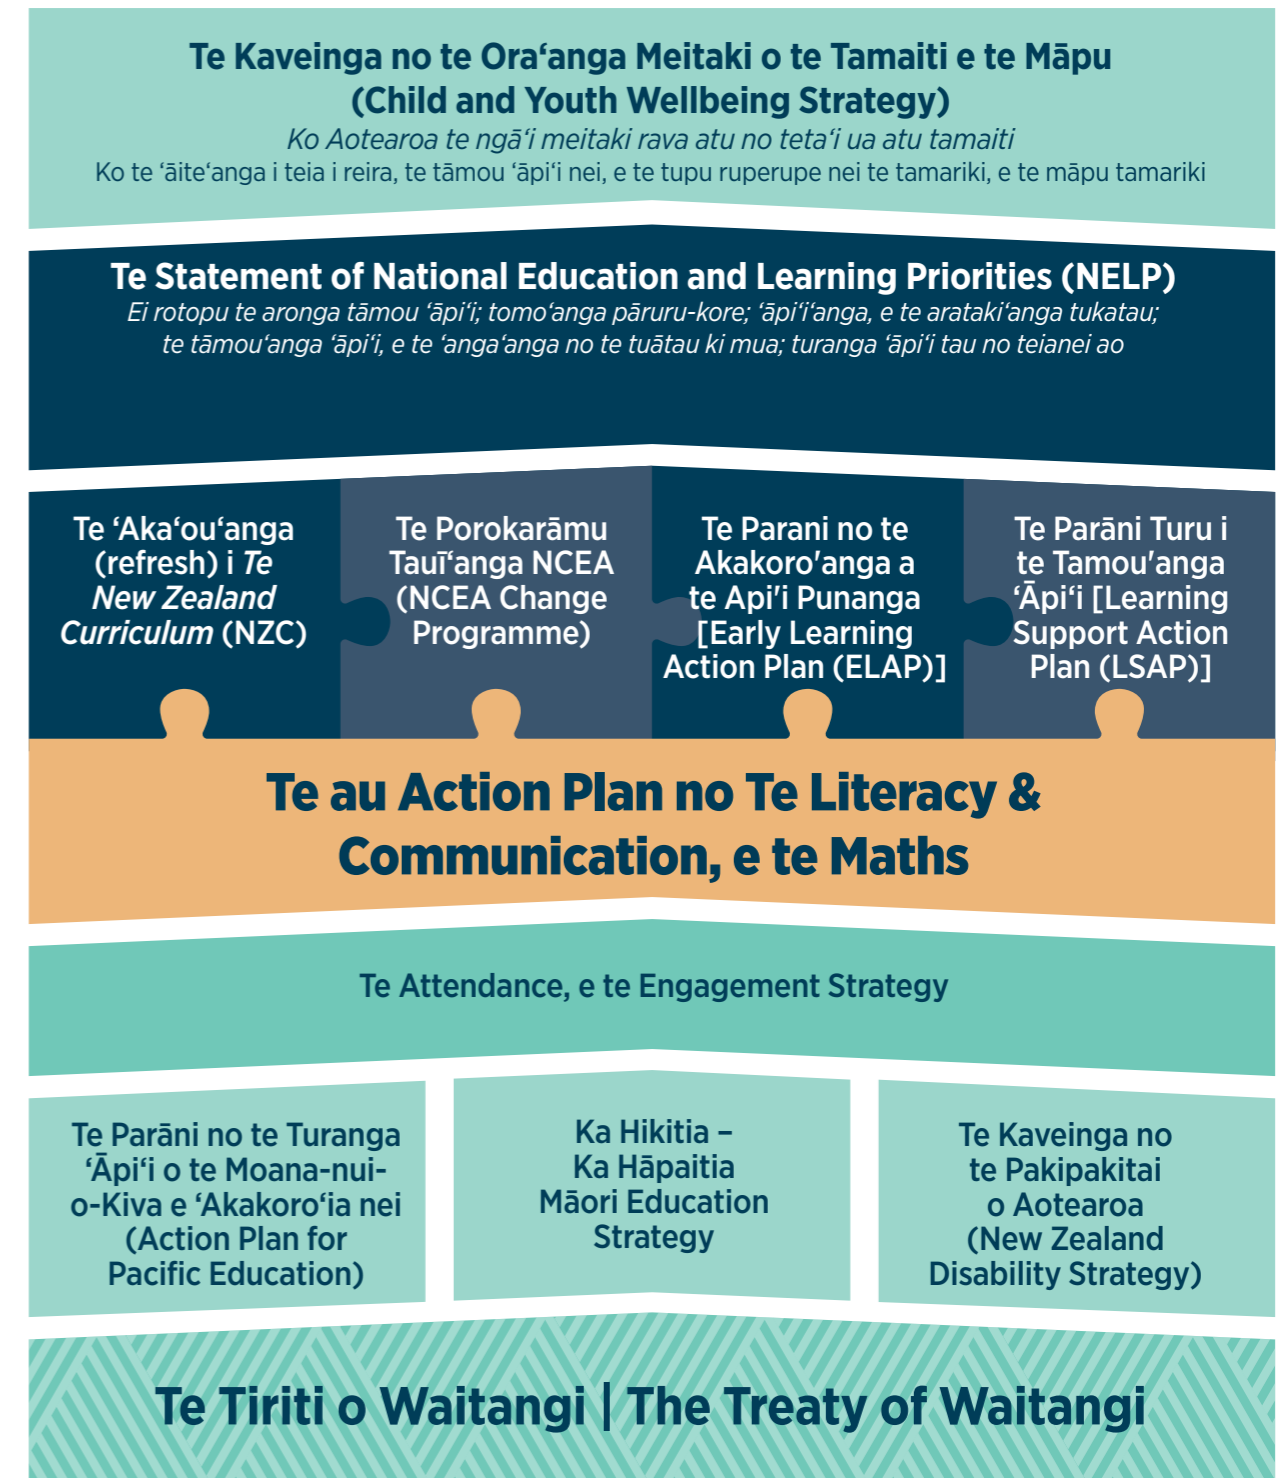 Te Kaveinga no te Ora‘anga Meitaki o te Tamaiti e te Māpu
(Child and Youth Wellbeing Strategy)
Ko Aotearoa te ngā‘i meitaki rava atu no teta‘i ua atu tamaiti
Ko te ‘āite‘anga i teia i reira, te tāmou ‘āpi‘i nei, e te tupu ruperupe nei te tamariki, e te māpu tamariki
Te Statement of National Education and Learning Priorities (NELP)
Ei rotopu te aronga tāmou ‘āpi‘i; tomo‘anga pāruru-kore; ‘āpi‘i‘anga, e te arataki‘anga tukatau;
te tāmou‘anga ‘āpi‘i, e te ‘anga‘anga no te tuātau ki mua; turanga ‘āpi‘i tau no teianei ao
Te ‘Aka‘ou‘anga
(refresh) i Te
New Zealand
Curriculum (NZC)
Te Porokarāmu
Tauī‘anga NCEA
(NCEA Change
Programme)
Te Parani no te
Akakoro'anga a
te Api'i Punanga
[Early Learning
Action Plan (ELAP)]
Te Parāni Turu i
te Tamou'anga
‘Āpi‘i [Learning
Support Action
Plan (LSAP)]
Te au Action Plan no Te Literacy &
Communication, e te Maths
Te Attendance, e te Engagement Strategy
Te Parāni no te Turanga
‘Āpi‘i o te Moana-nui-
o-Kiva e ‘Akakoro‘ia nei
(Action Plan for
Pacific Education)
Ka Hikitia –
Ka Hāpaitia
Māori Education
Strategy
Te Kaveinga no
te Pakipakitai
o Aotearoa
(New Zealand
Disability Strategy)
Te Tiriti o Waitangi | The Treaty of Waitangi